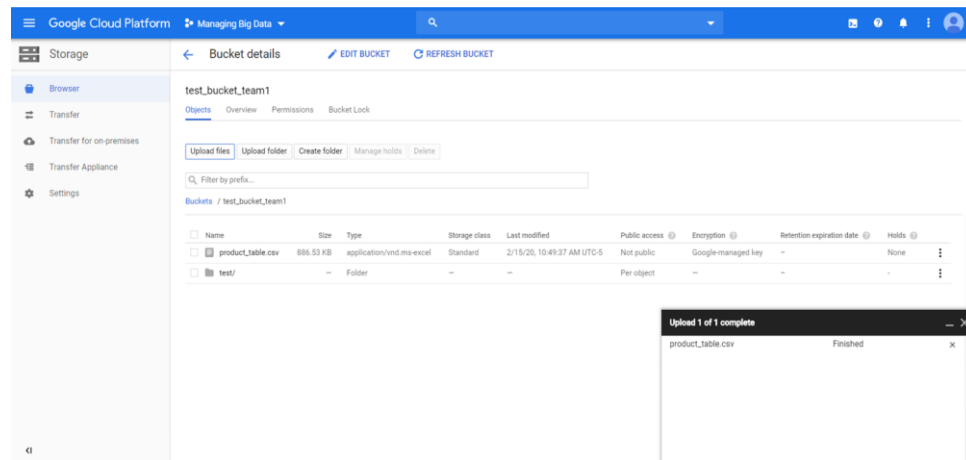 Google Cloud Platform Managing Big Data
Storage Bucket details EDIT BUCKET REFRESH BUCKET
Browser
Transfer
Transfer for on-premises
Transfer Appliance
Settings
test_bucket_team1
Objects Overview Permissions Bucket Lock
Upload files Upload folder Create folder Manage holds Delete
Filter by prefix...
Buckets / test_bucket_team1
Name Size Type Storage class Last modified Public access Encryption Retention expiration date Holds
product_table.csv 886.53 KB application/vnd.ms-excel Standard 2/15/20, 10:49:37 AM UTC-5 Not public Google-managed key – None
test/ – Folder – – Per object – – -
Upload 1 of 1 complete
product_table.csv Finished